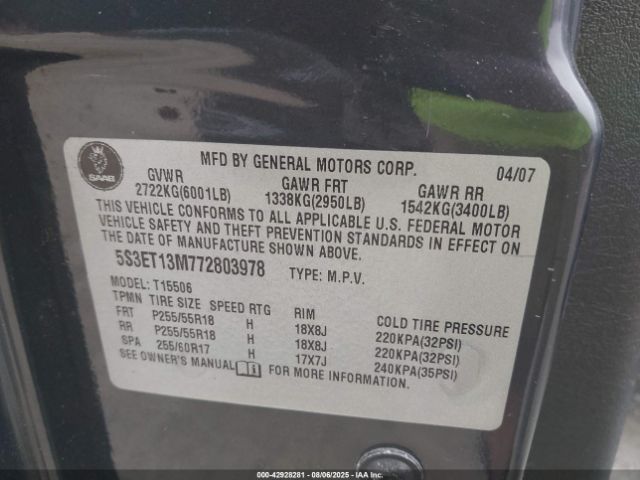 SAAB
MFD BY GENERAL MOTORS CORP. 04/07
GVWR GAWR FRT GAWR RR
2722KG(6001LB) 1338KG(2950LB) 1542KG(3400LB)
THIS VEHICLE CONFORMS TO ALL APPLICABLE U.S. FEDERAL MOTOR
VEHICLE SAFETY AND THEFT PREVENTION STANDARDS IN EFFECT ON
THE DATE OF MANUFACTURE SHOWN ABOVE.
5S3ET13M772803978 TYPE: M.P.V.
MODEL: T15506
TPMN TIRE SIZE SPEED RTG RIM COLD TIRE PRESSURE
FRT P255/55R18 H 18X8J 220KPA(32PSI)
RR P255/55R18 H 18X8J 220KPA(32PSI)
SPA 255/60R17 H 17X7J 240KPA(35PSI)
SEE OWNER'S MANUAL FOR MORE INFORMATION.
00-42928281 - 08/06/2025 - copart.com